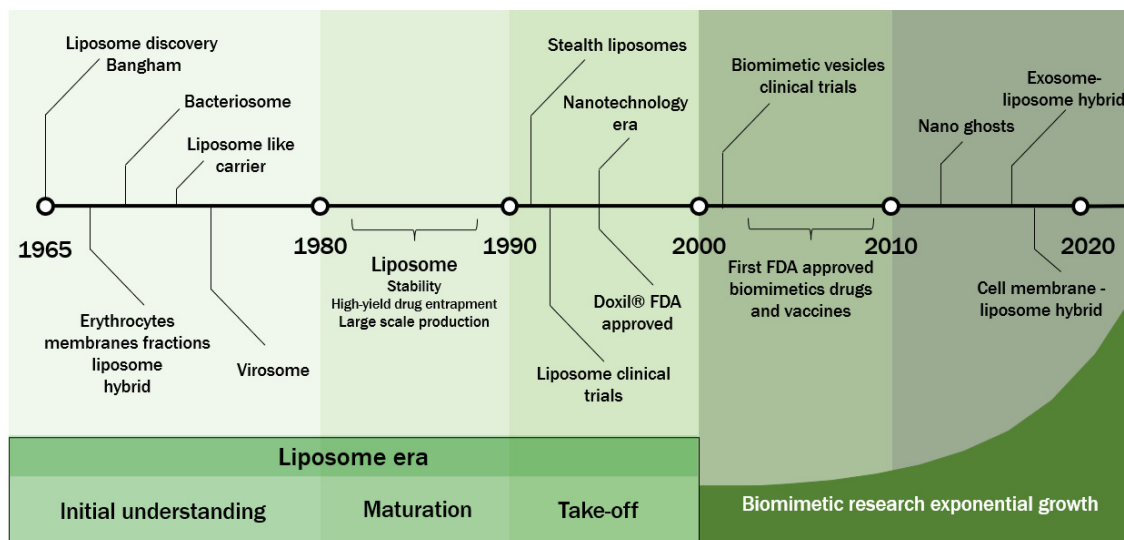 Liposome discovery
Bangham
Bacteriosome
Liposome like
carrier
Stealth liposomes
Nanotechnology
era
Biomimetic vesicles
clinical trials
Exosome-
liposome hybrid
Nano ghosts
1965
1980
1990
2000
2010
2020
Erythrocytes
membranes fractions
liposome
hybrid
Virosome
Liposome
Stability
High-yield drug entrapment
Large scale production
Doxil® FDA
approved
Liposome clinical
trials
First FDA approved
biomimetics drugs
and vaccines
Cell membrane -
liposome hybrid
Liposome era
Initial understanding
Maturation
Take-off
Biomimetic research exponential growth